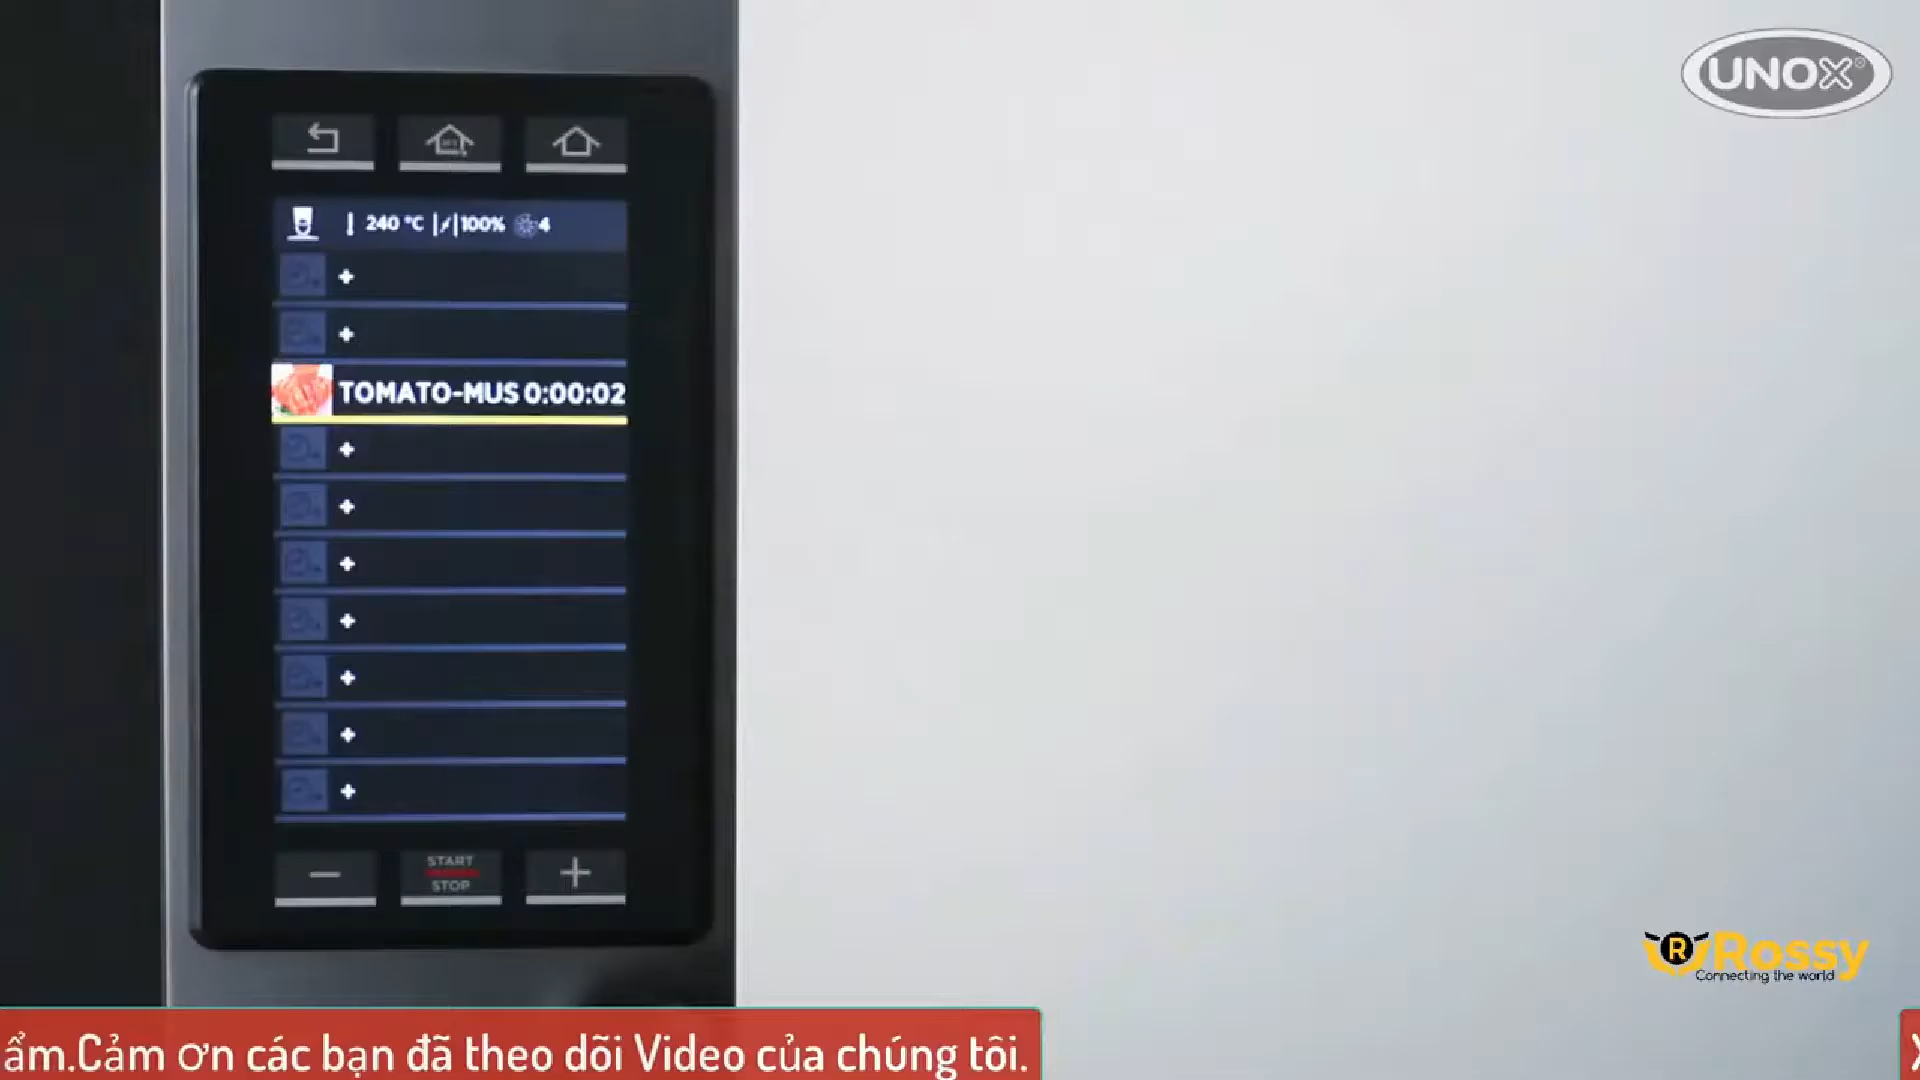 UNOX
240 °C 100% 4
TOMATO-MUS 0:00:02
START
STOP
R Rossy
Connecting the world
ẩm.Cảm ơn các bạn đã theo dõi Video của chúng tôi.